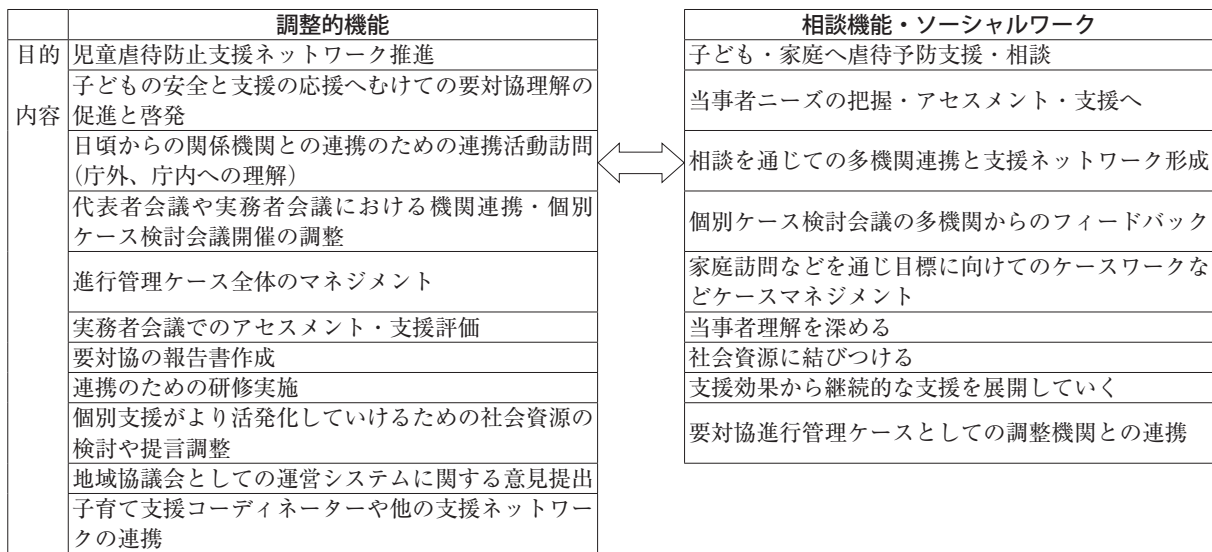 調整的機能
目的 児童虐待防止支援ネットワーク推進
内容
子どもの安全と支援の応援へむけての要対協理解の
促進と啓発
日頃からの関係機関との連携のための連携活動訪問
(庁外、庁内への理解)
代表者会議や実務者会議における機関連携・個別
ケース検討会議開催の調整
進行管理ケース全体のマネジメント
実務者会議でのアセスメント・支援評価
要対協の報告書作成
連携のための研修実施
個別支援がより活発化していけるための社会資源の
検討や提言調整
地域協議会としての運営システムに関する意見提出
子育て支援コーディネーターや他の支援ネットワー
クの連携
相談機能・ソーシャルワーク
子ども・家庭へ虐待予防支援・相談
当事者ニーズの把握・アセスメント・支援へ
相談を通じての多機関連携と支援ネットワーク形成
個別ケース検討会議の多機関からのフィードバック
家庭訪問などを通じ目標に向けてのケースワークな
どケースマネジメント
当事者理解を深める
社会資源に結びつける
支援効果から継続的な支援を展開していく
要対協進行管理ケースとしての調整機関との連携